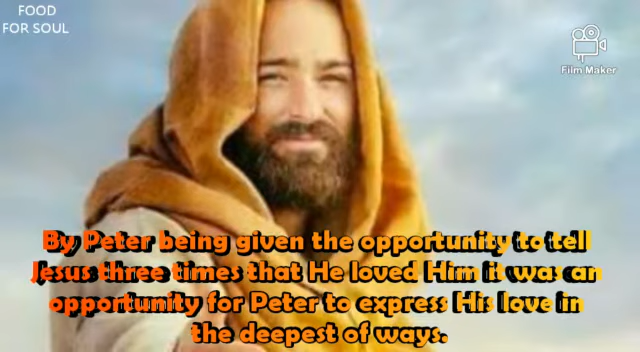 FOOD
FOR SOUL
Film Maker
By Peter being given the opportunity to tell
Jesus three times that He loved Him it was an
opportunity for Peter to express His love in
the deepest of ways.